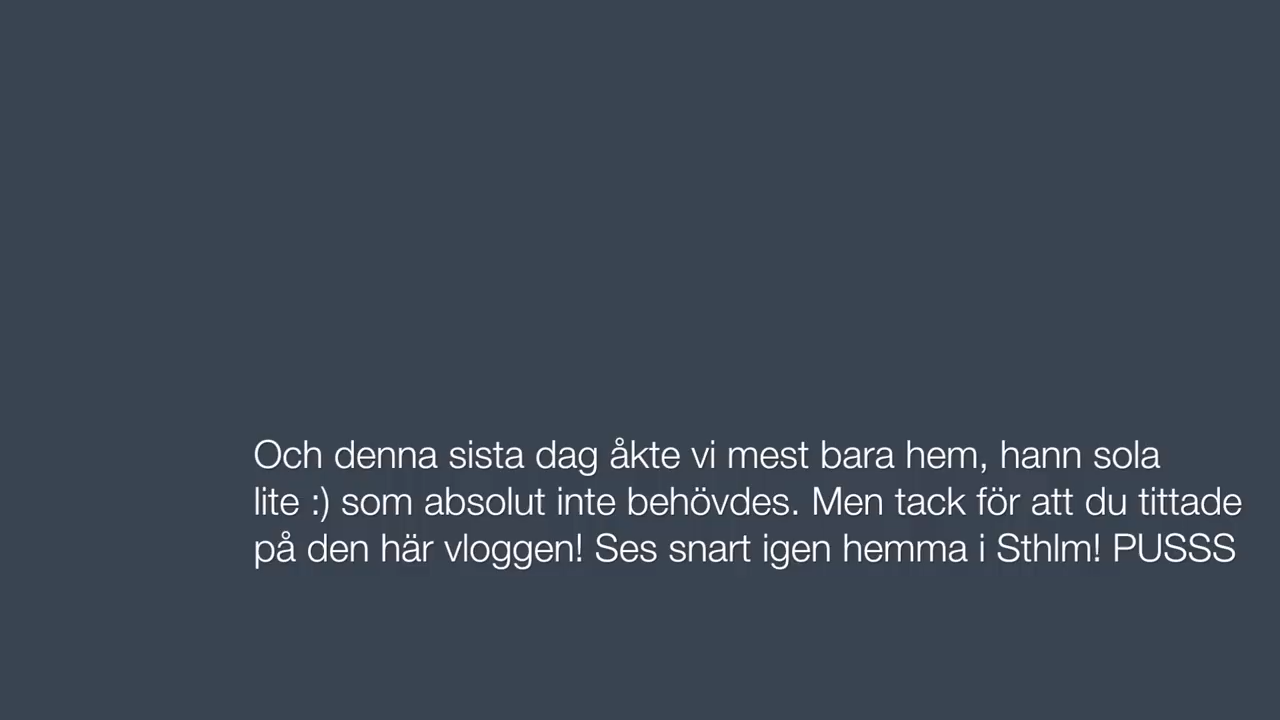 Och denna sista dag åkte vi mest bara hem, hann sola
lite :) som absolut inte behövdes. Men tack för att du tittade
på den här vloggen! Ses snart igen hemma i Sthlm! PUSSS